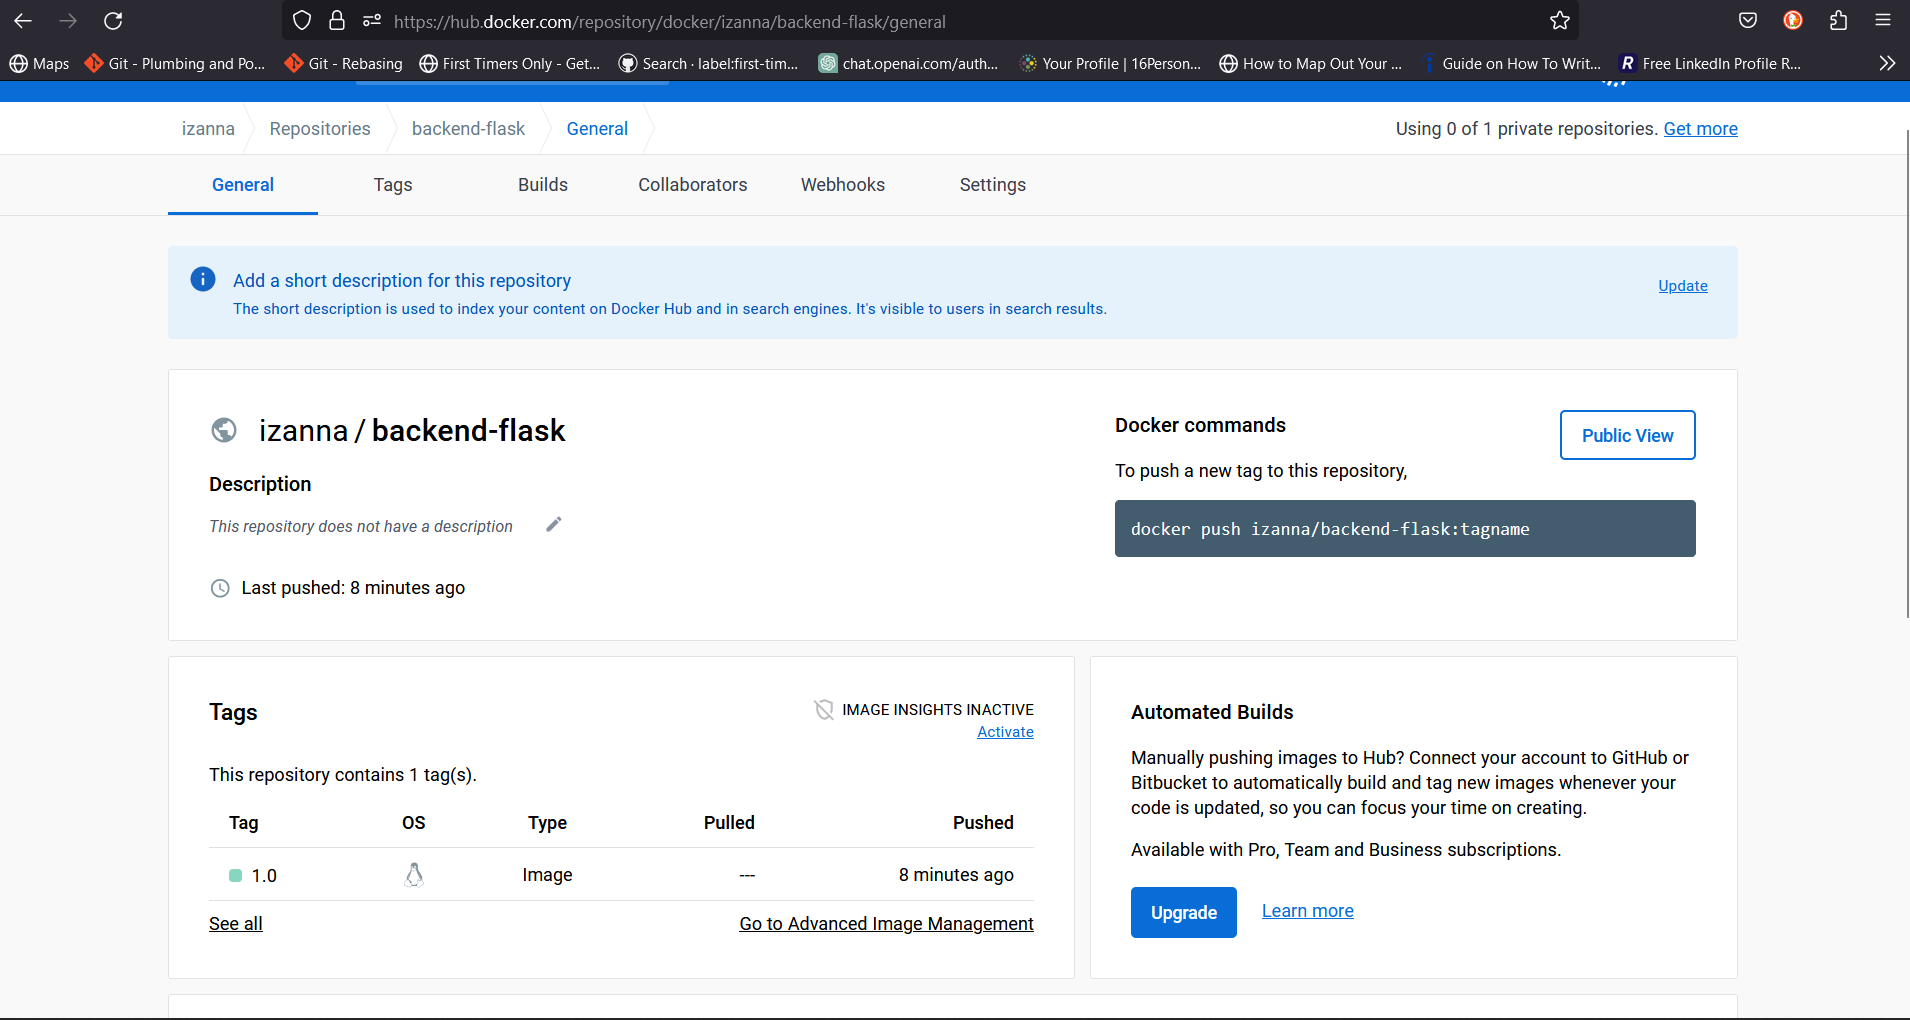 https://hub.docker.com/repository/docker/izanna/backend-flask/general
Maps Git - Plumbing and Po... Git - Rebasing First Timers Only - Get... Search · label:first-tim... chat.openai.com/auth... Your Profile | 16Person... How to Map Out Your ... Guide on How To Writ... R Free LinkedIn Profile R...
izanna Repositories backend-flask General Using 0 of 1 private repositories. Get more
General Tags Builds Collaborators Webhooks Settings
Add a short description for this repository
Update
The short description is used to index your content on Docker Hub and in search engines. It's visible to users in search results.
izanna / backend-flask
Description
This repository does not have a description
Last pushed: 8 minutes ago
Docker commands
Public View
To push a new tag to this repository,
docker push izanna/backend-flask:tagname
Tags
IMAGE INSIGHTS INACTIVE
Activate
This repository contains 1 tag(s).
Tag OS Type Pulled Pushed
1.0 Image --- 8 minutes ago
See all Go to Advanced Image Management
Automated Builds
Manually pushing images to Hub? Connect your account to GitHub or
Bitbucket to automatically build and tag new images whenever your
code is updated, so you can focus your time on creating.
Available with Pro, Team and Business subscriptions.
Upgrade Learn more